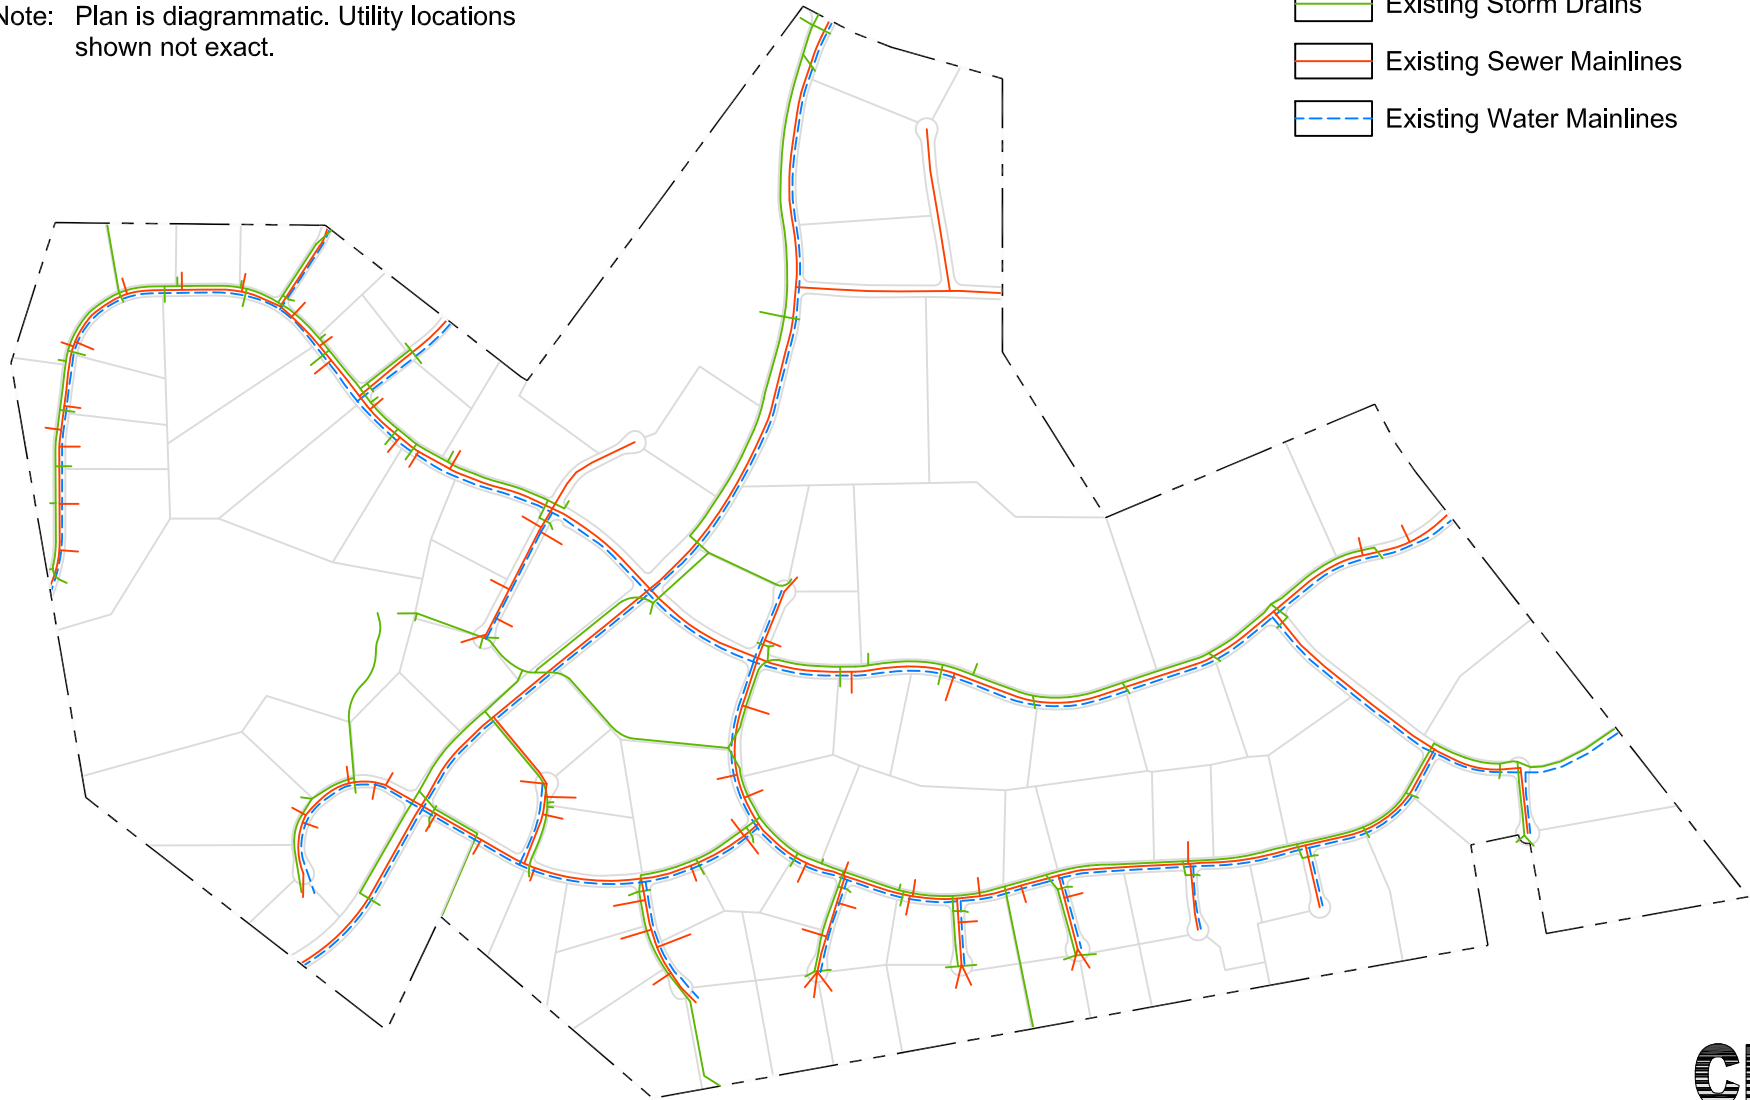 Note: Plan is diagrammatic. Utility locations
shown not exact.
Existing Storm Drains
Existing Sewer Mainlines
Existing Water Mainlines